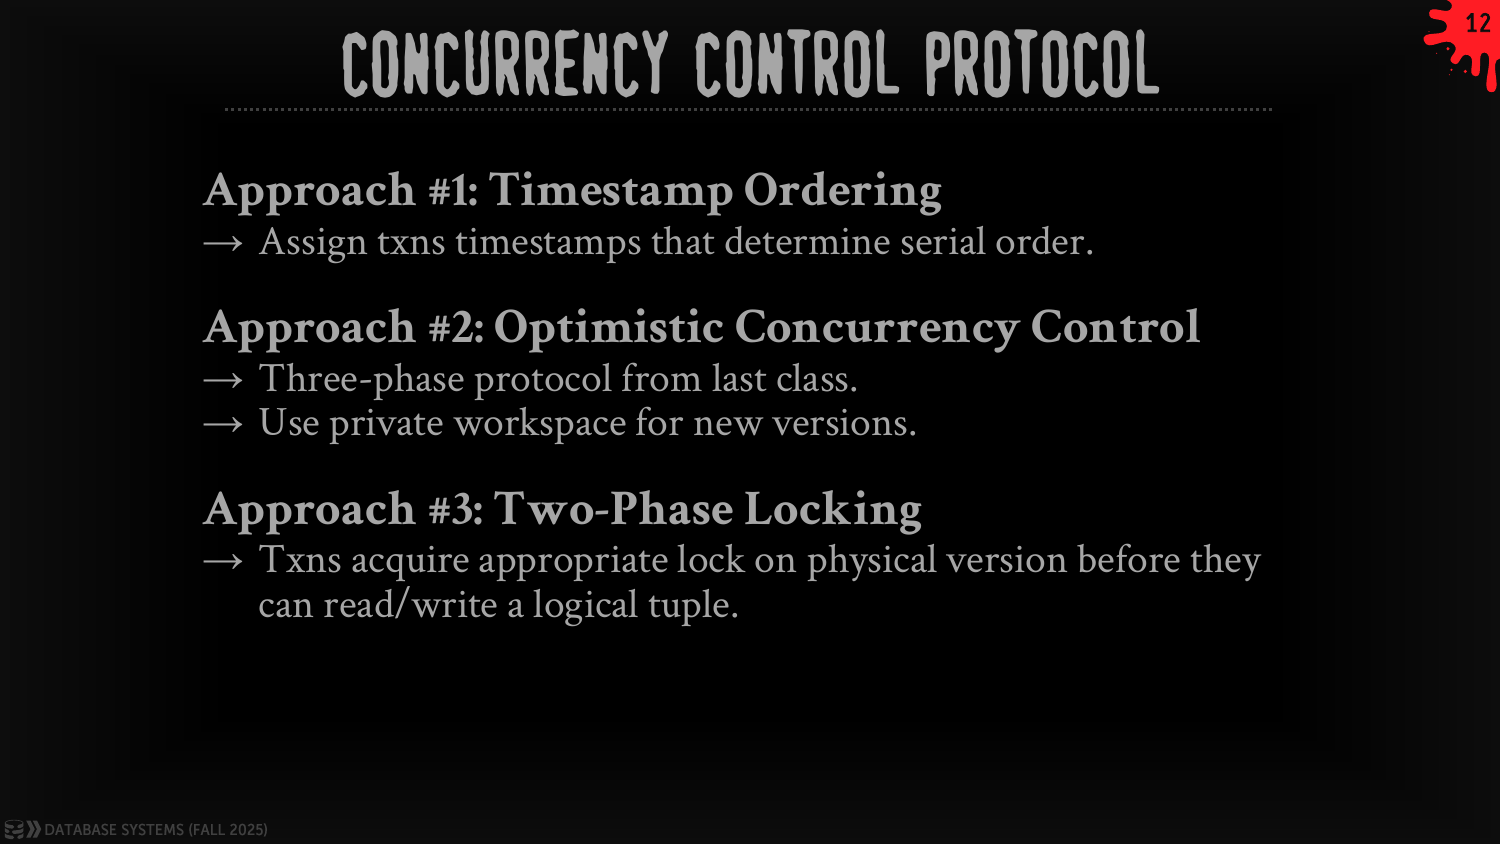 CONCURRENCY CONTROL PROTOCOL
12
Approach #1: Timestamp Ordering
→ Assign txns timestamps that determine serial order.
Approach #2: Optimistic Concurrency Control
→ Three-phase protocol from last class.
→ Use private workspace for new versions.
Approach #3: Two-Phase Locking
→ Txns acquire appropriate lock on physical version before they
can read/write a logical tuple.
DATABASE SYSTEMS (FALL 2025)